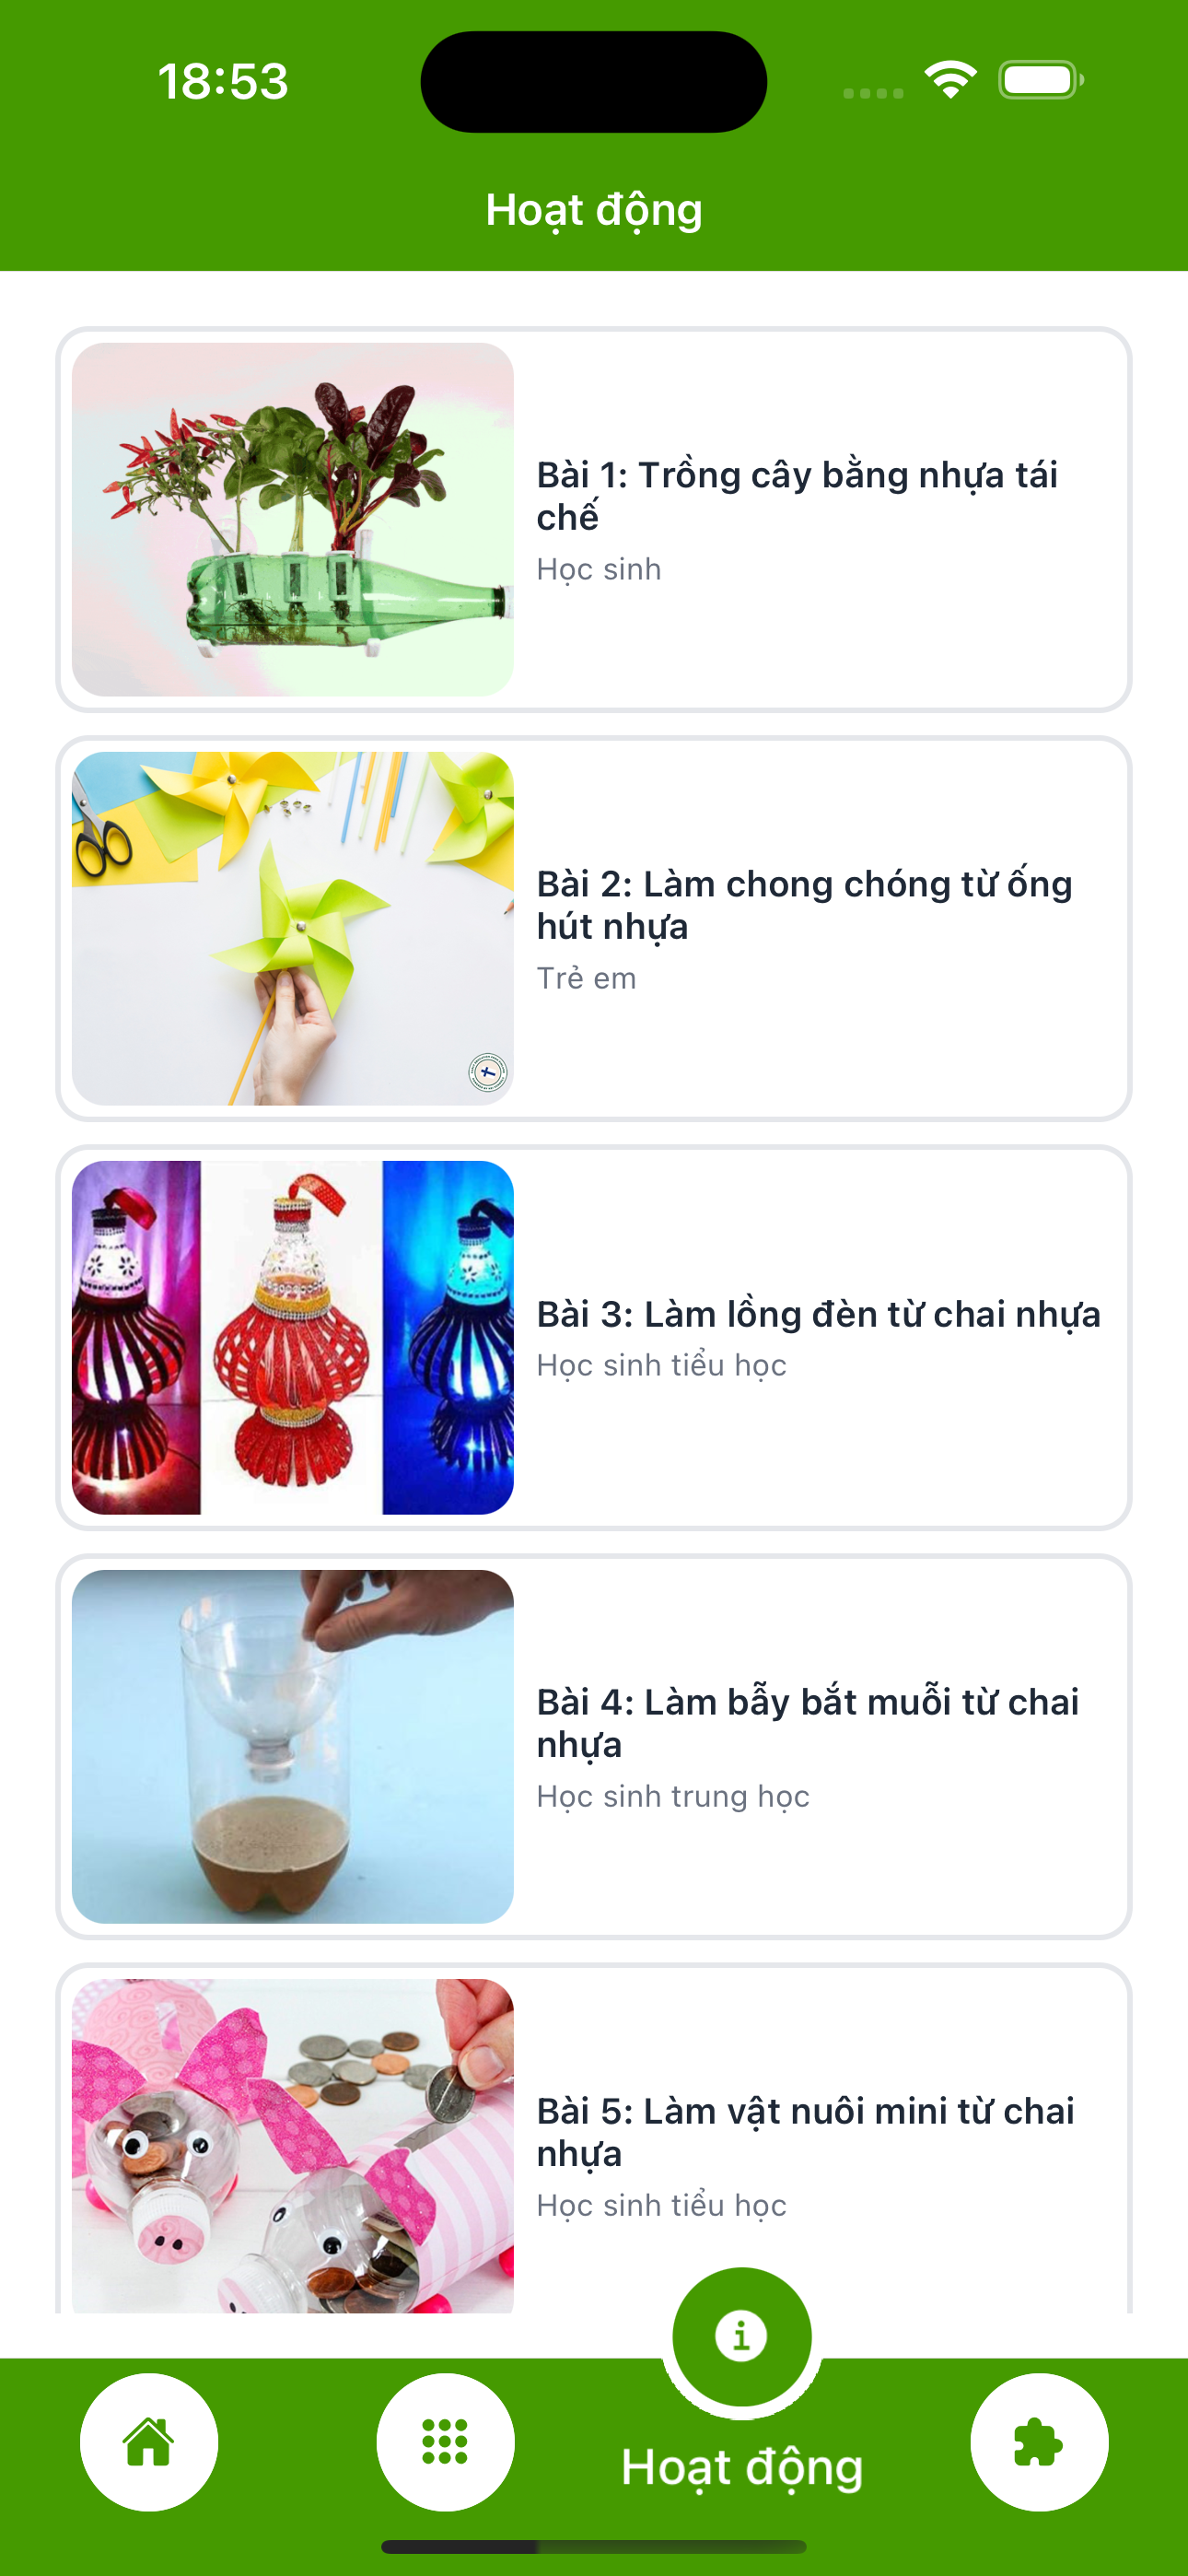 18:53
Hoạt động
Bài 1: Trồng cây bằng nhựa tái
chế
Học sinh
Bài 2: Làm chong chóng từ ống
hút nhựa
Trẻ em
Bài 3: Làm lồng đèn từ chai nhựa
Học sinh tiểu học
Bài 4: Làm bẫy bắt muỗi từ chai
nhựa
Học sinh trung học
Bài 5: Làm vật nuôi mini từ chai
nhựa
Học sinh tiểu học
Hoạt động